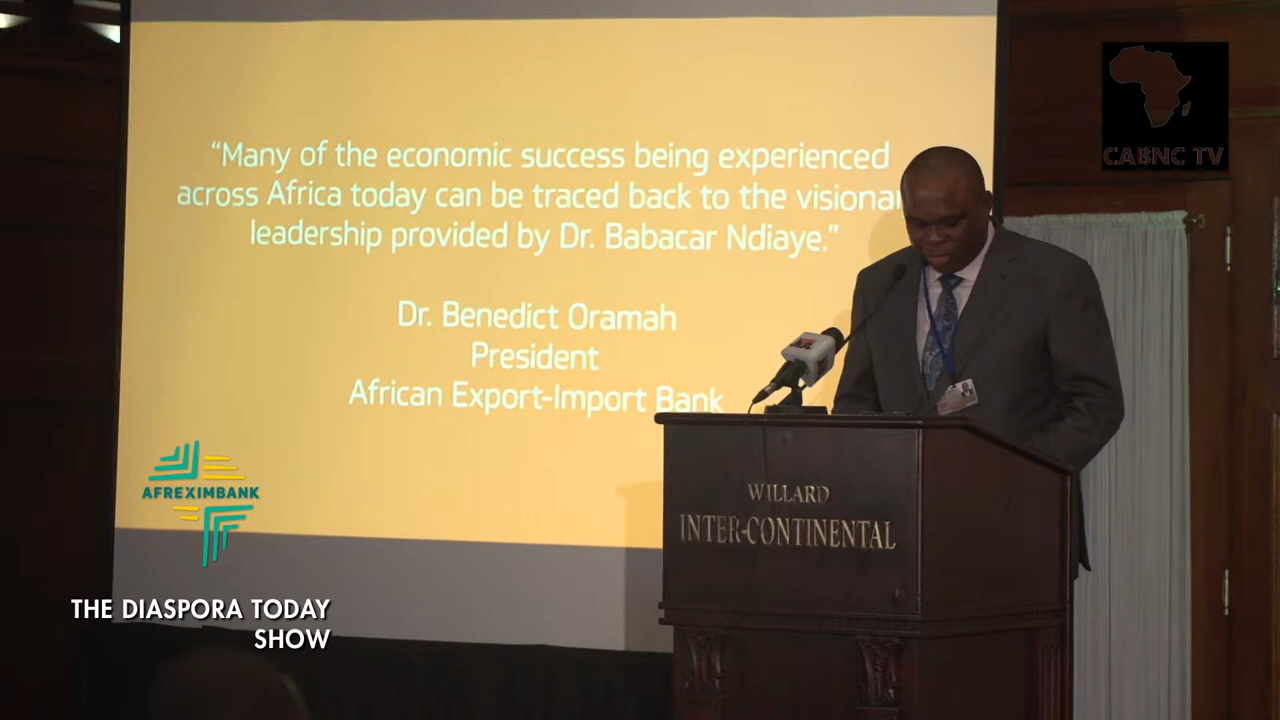 CABNC TV
“Many of the economic success being experienced
across Africa today can be traced back to the
leadership provided by Dr. Babacar Ndiaye.”
Dr. Benedict Oramah
President
African Export-Import Bank
AFREXIMBANK
WILLARD
INTER-CONTINENTAL
THE DIASPORA TODAY
SHOW